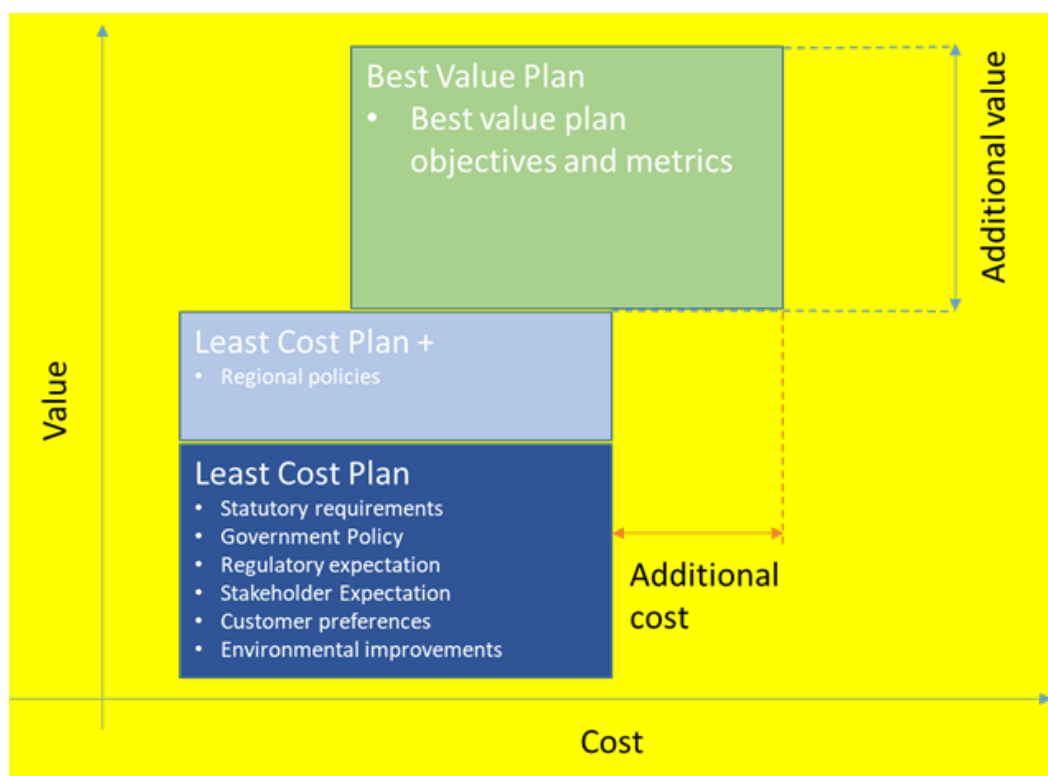 Best Value Plan
• Best value plan
objectives and metrics
Additional value
Least Cost Plan +
• Regional policies
Value
Least Cost Plan
• Statutory requirements
• Government Policy
• Regulatory expectation
• Stakeholder Expectation
• Customer preferences
• Environmental improvements
Additional
cost
Cost